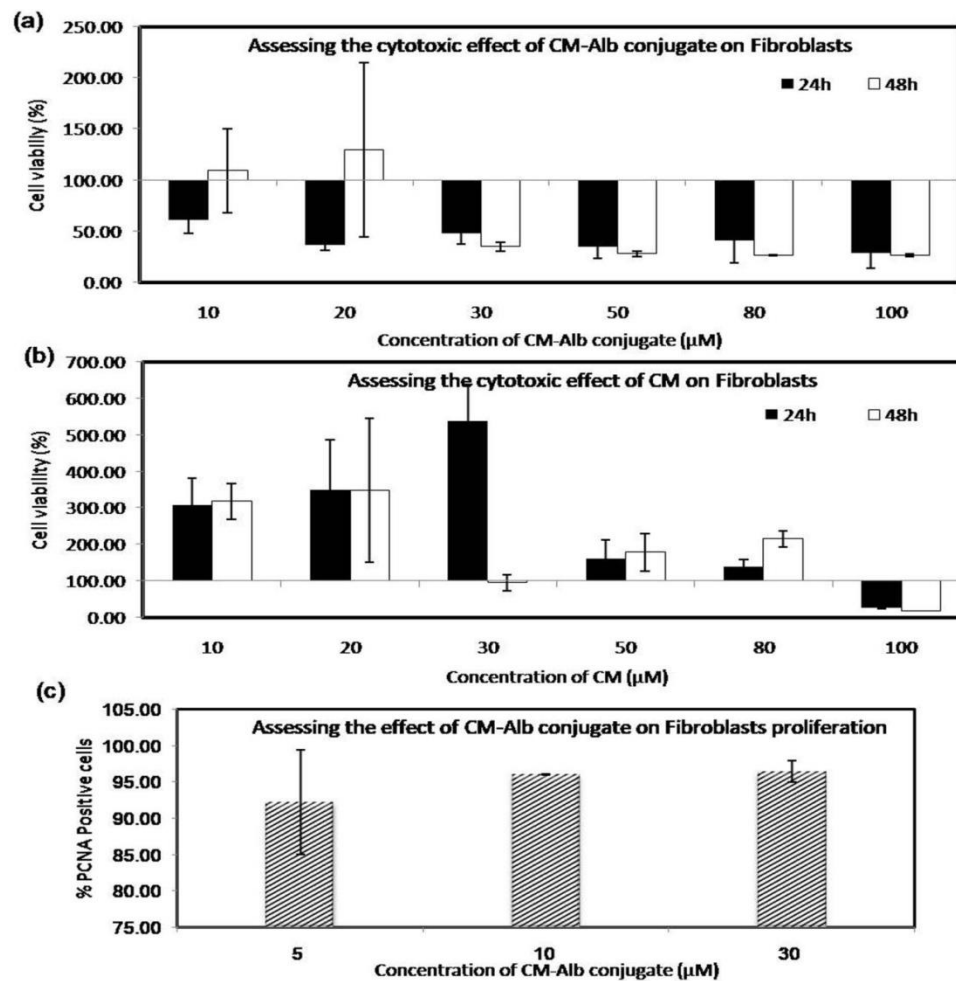 (a)
Assessing the cytotoxic effect of CM-Alb conjugate on Fibroblasts
24h 48h
Cell viability (%)
250.00
200.00
150.00
100.00
50.00
0.00
10 20 30 50 80 100
Concentration of CM-Alb conjugate (μM)
(b)
Assessing the cytotoxic effect of CM on Fibroblasts
24h 48h
Cell viability (%)
700.00
600.00
500.00
400.00
300.00
200.00
100.00
0.00
10 20 30 50 80 100
Concentration of CM (μM)
(c)
Assessing the effect of CM-Alb conjugate on Fibroblasts proliferation
% PCNA Positive cells
105.00
100.00
95.00
90.00
85.00
80.00
75.00
5 10 30
Concentration of CM-Alb conjugate (μM)